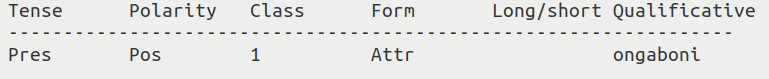 Tense Polarity Class Form Long/short Qualificative
------------------------------------------------------------------
Pres Pos 1 Attr ongaboni